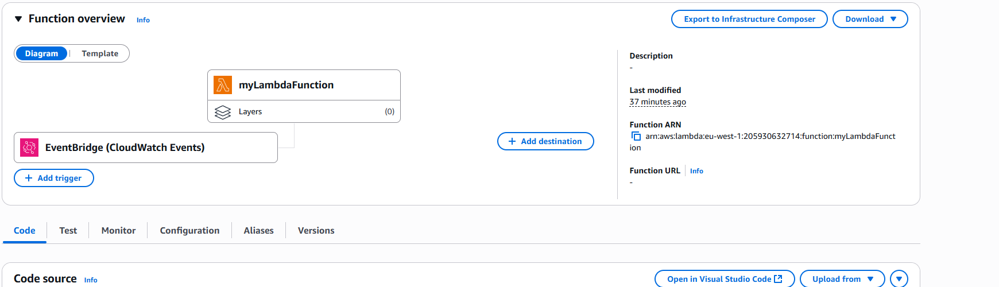 Function overview Info
Export to Infrastructure Composer
Download
Diagram
Template
myLambdaFunction
Layers
(0)
EventBridge (CloudWatch Events)
+ Add trigger
+ Add destination
Description
-
Last modified
37 minutes ago
Function ARN
arn:aws:lambda:eu-west-1:205930632714:function:myLambdaFunct
ion
Function URL Info
-
Code
Test
Monitor
Configuration
Aliases
Versions
Code source Info
Open in Visual Studio Code
Upload from